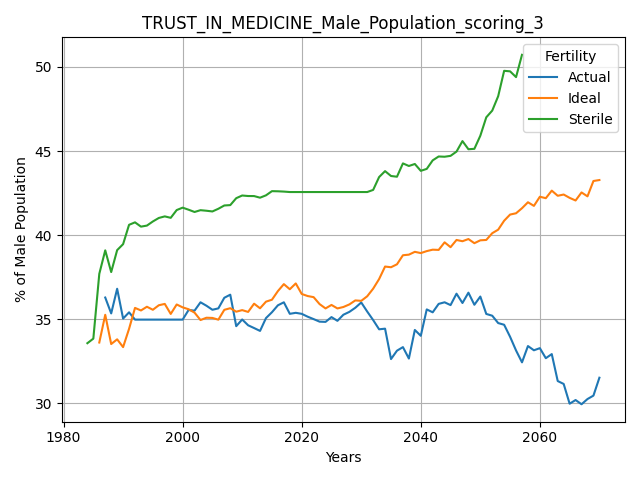 TRUST_IN_MEDICINE_Male_Population_scoring_3
Fertility
Actual
Ideal
Sterile
% of Male Population
50
45
40
35
30
1980
2000
2020
2040
2060
Years